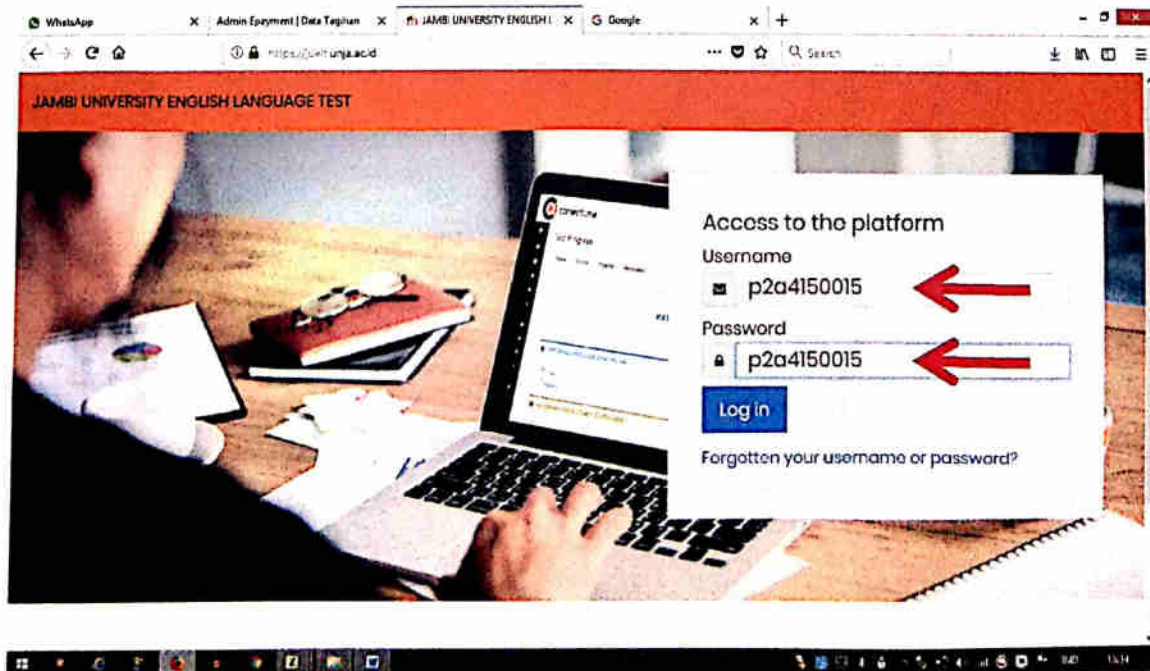 WhatsApp
Admin Epayment | Data Tagihan
JAMBI UNIVERSITY ENGLISH L
Google
Search
JAMBI UNIVERSITY ENGLISH LANGUAGE TEST
Access to the platform
Username
p2a4150015
Password
p2a4150015
Log in
Forgotten your username or password?